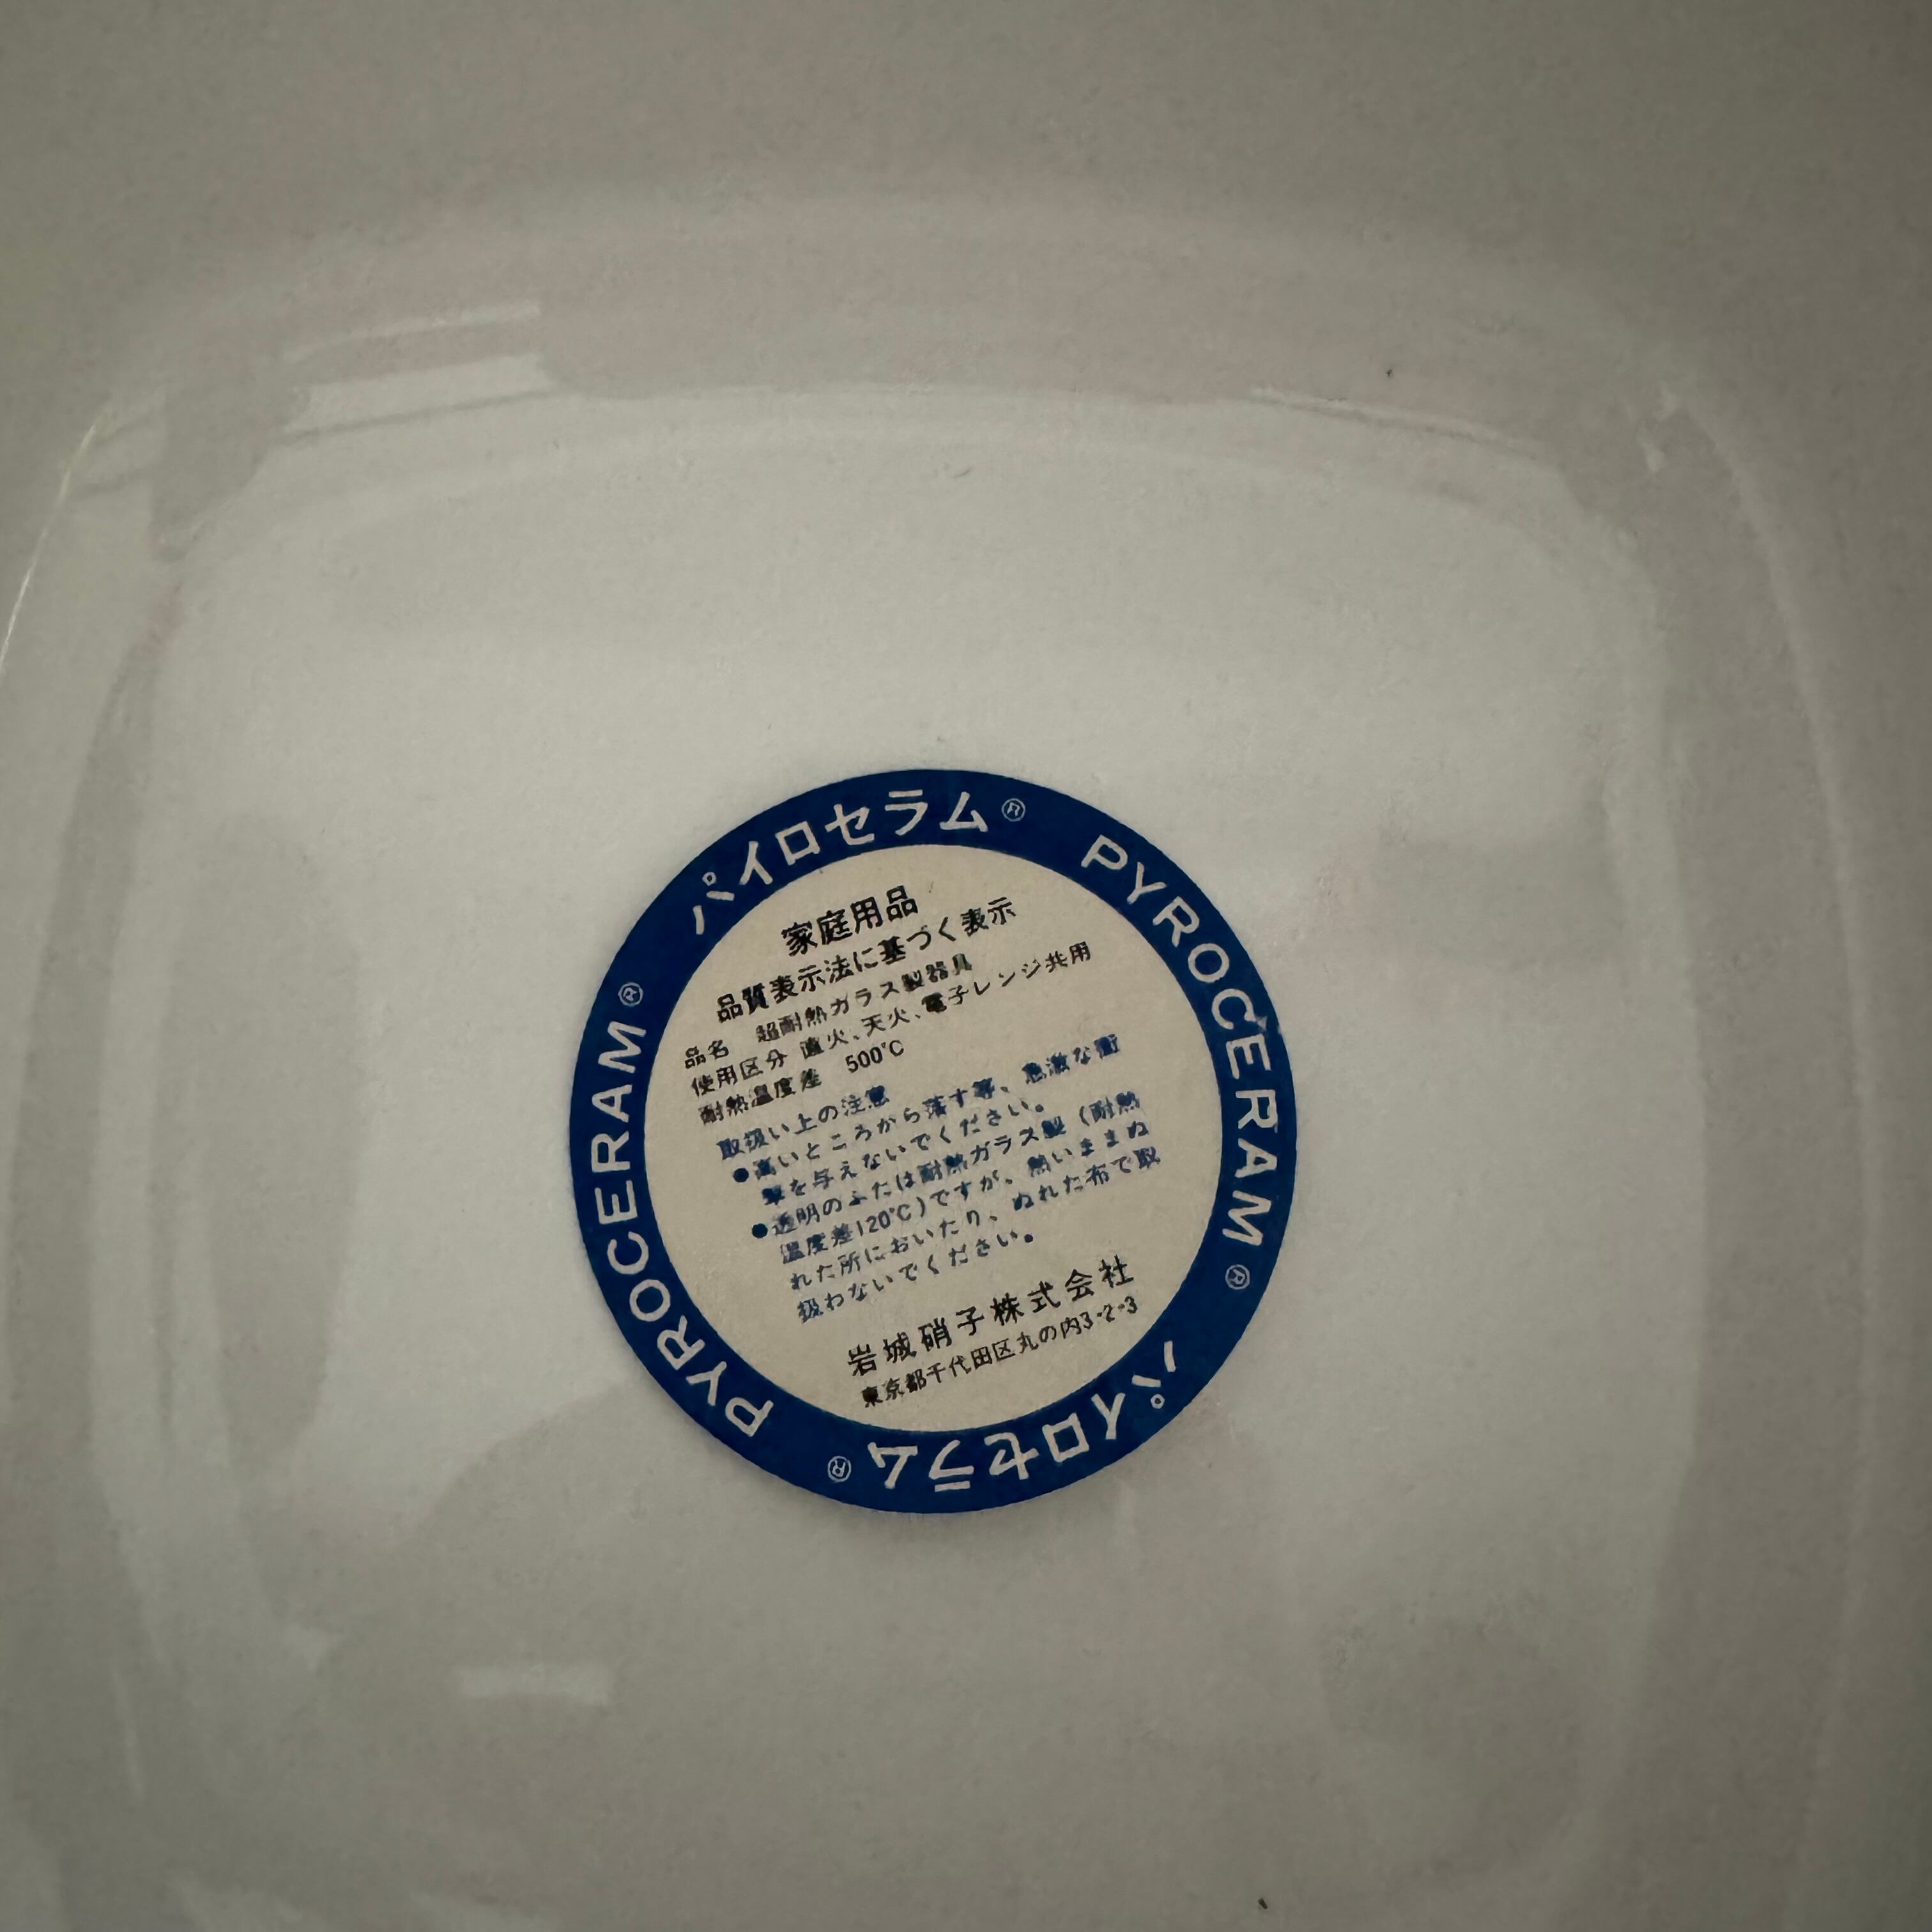 パイロセラム®
PYROCERAM®
パイロセラム®
PYROCERAM®
家庭用品
品質表示法に基づく表示
品名 超耐熱ガラス製器具
使用区分 直火、天火、電子レンジ共用
耐熱温度差 500℃
取扱い上の注意
●高いところから落す等、急激な衝
撃を与えないでください。
●透明のふたは耐熱ガラス製(耐熱
温度差120℃)ですが、熱いままぬ
れた所においたり、ぬれた布で取
扱わないでください。
岩城硝子株式会社
東京都千代田区丸の内3-2-3